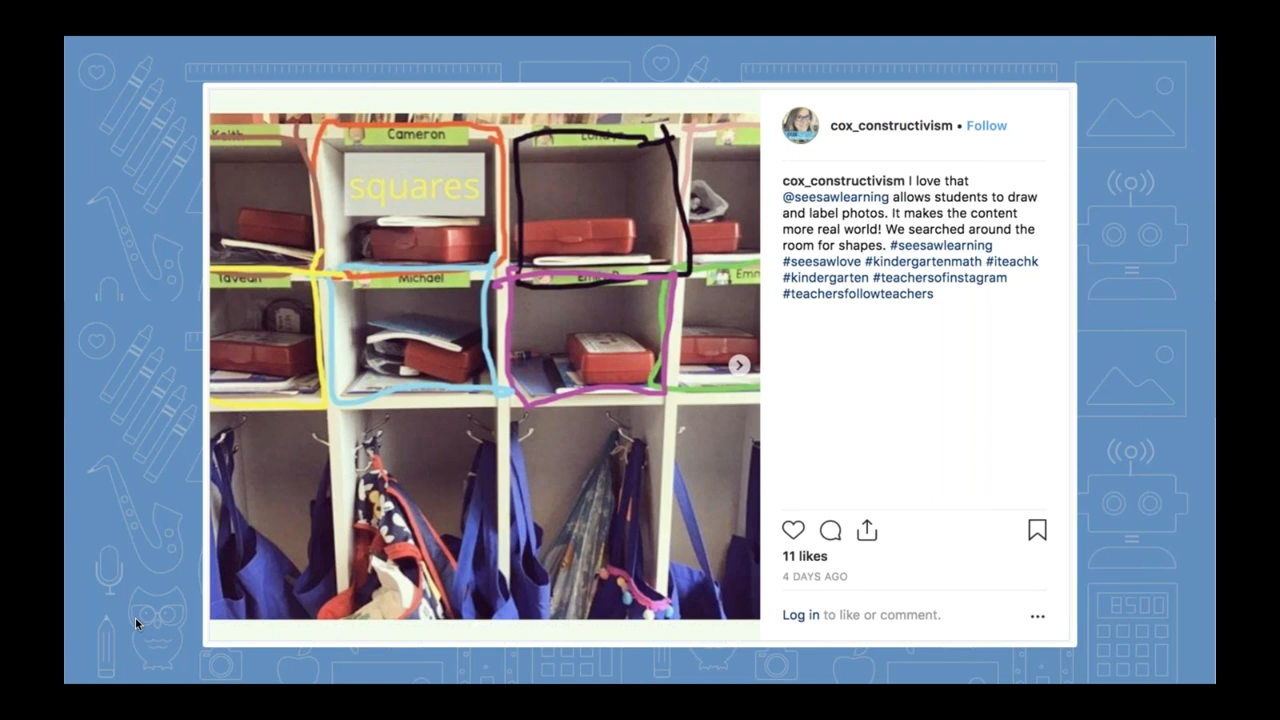 Keith
Cameron
squares
Tavean
Michael
cox_constructivism • Follow
cox_constructivism I love that
@seesawlearning allows students to draw
and label photos. It makes the content
more real world! We searched around the
room for shapes. #seesawlearning
#seesawlove #kindergartenmath #iteachk
#kindergarten #teachersofinstagram
#teachersfollowteachers
11 likes
4 DAYS AGO
Log in to like or comment.
8500